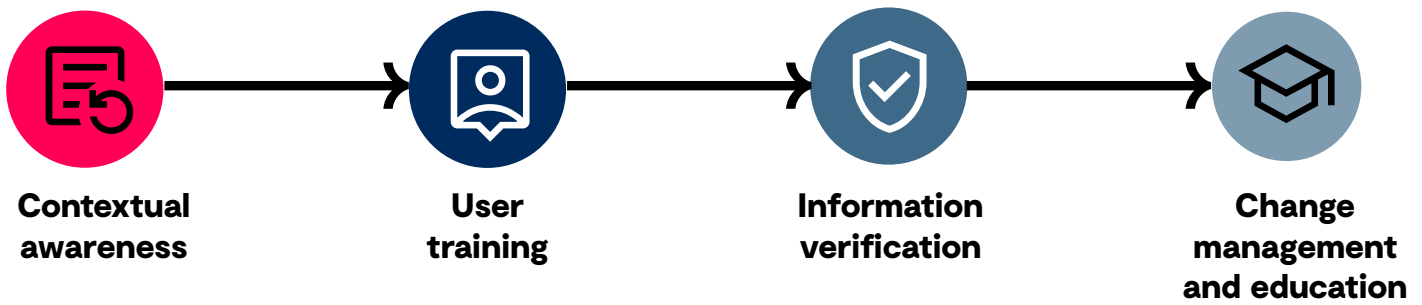 Contextual
awareness
User
training
Information
verification
Change
management
and education